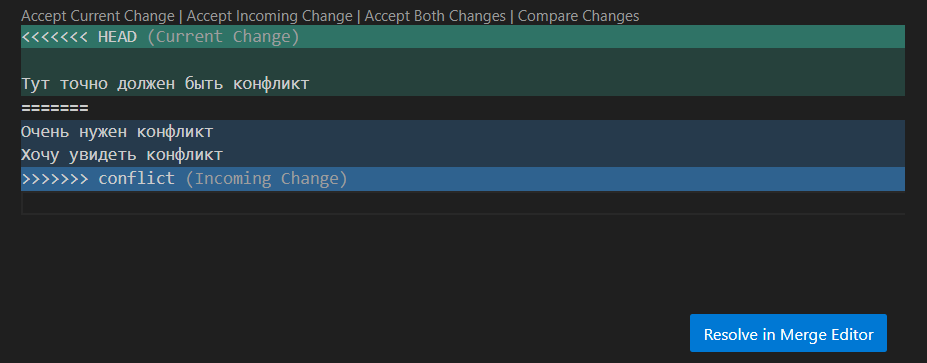 Accept Current Change | Accept Incoming Change | Accept Both Changes | Compare Changes
<<<<<<< HEAD (Current Change)
Тут точно должен быть конфликт
=======
Очень нужен конфликт
Хочу увидеть конфликт
>>>>>>> conflict (Incoming Change)
Resolve in Merge Editor